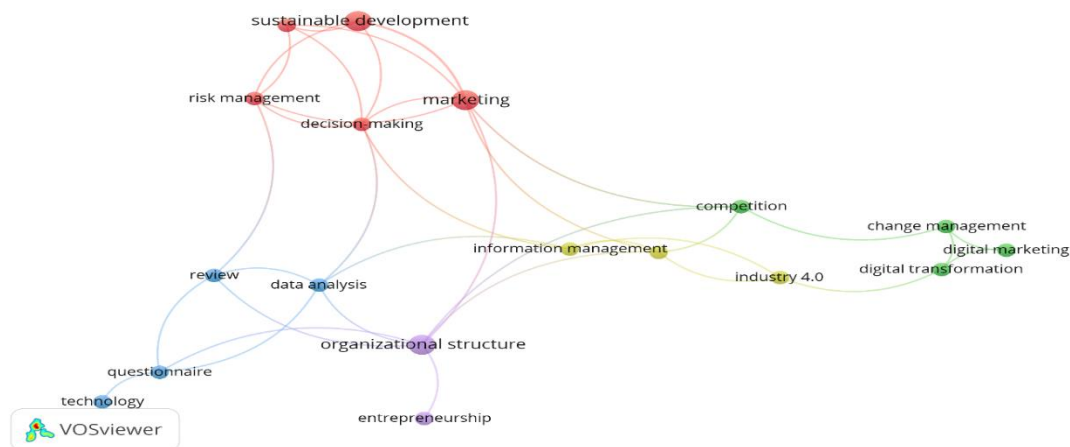 sustainable development
risk management
marketing
decision-making
competition
change management
information management
digital marketing
review
data analysis
industry 4.0
digital transformation
organizational structure
questionnaire
technology
entrepreneurship
VOSviewer